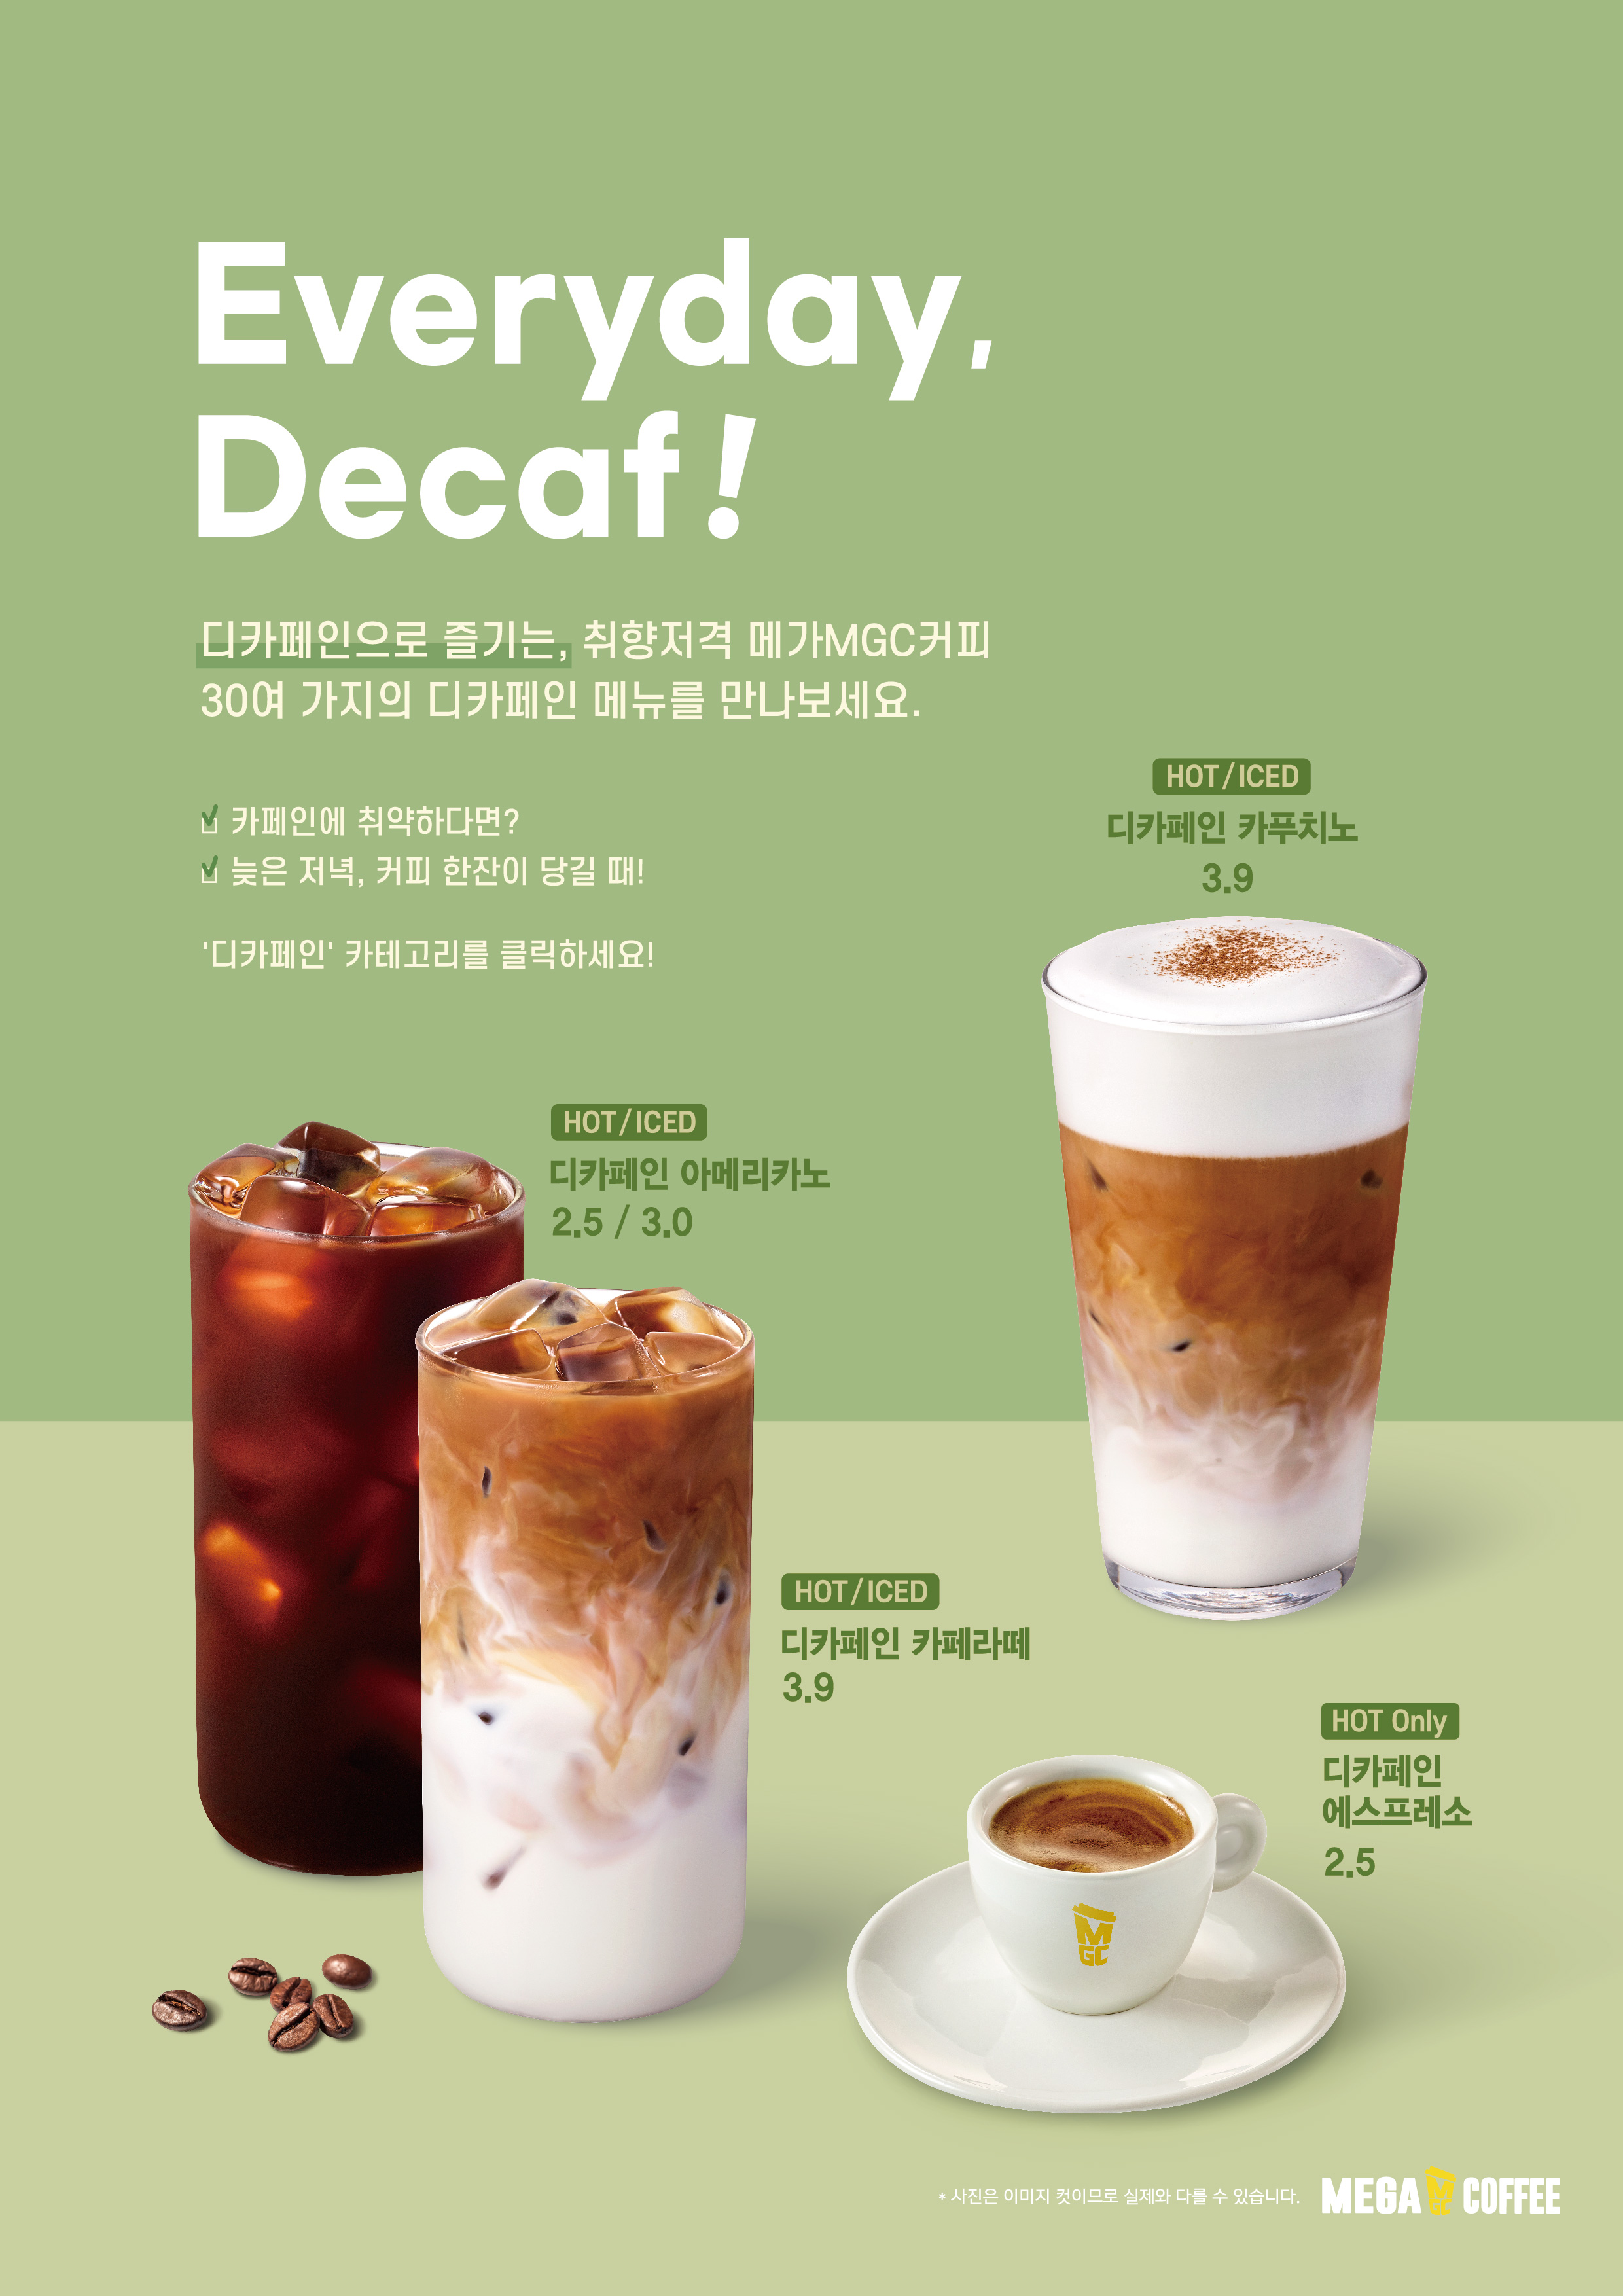 Everyday,
Decaf!
디카페인으로 즐기는, 취향저격 메가MGC커피
30여 가지의 디카페인 메뉴를 만나보세요.
카페인에 취약하다면?
늦은 저녁, 커피 한잔이 당길 때!
'디카페인' 카테고리를 클릭하세요!
HOT/ICED
디카페인 카푸치노
3.9
HOT/ICED
디카페인 아메리카노
2.5 / 3.0
HOT/ICED
디카페인 카페라떼
3.9
HOT Only
디카페인
에스프레소
2.5
M
GC
* 사진은 이미지 컷이므로 실제와 다를 수 있습니다.
MEGA MGC COFFEE